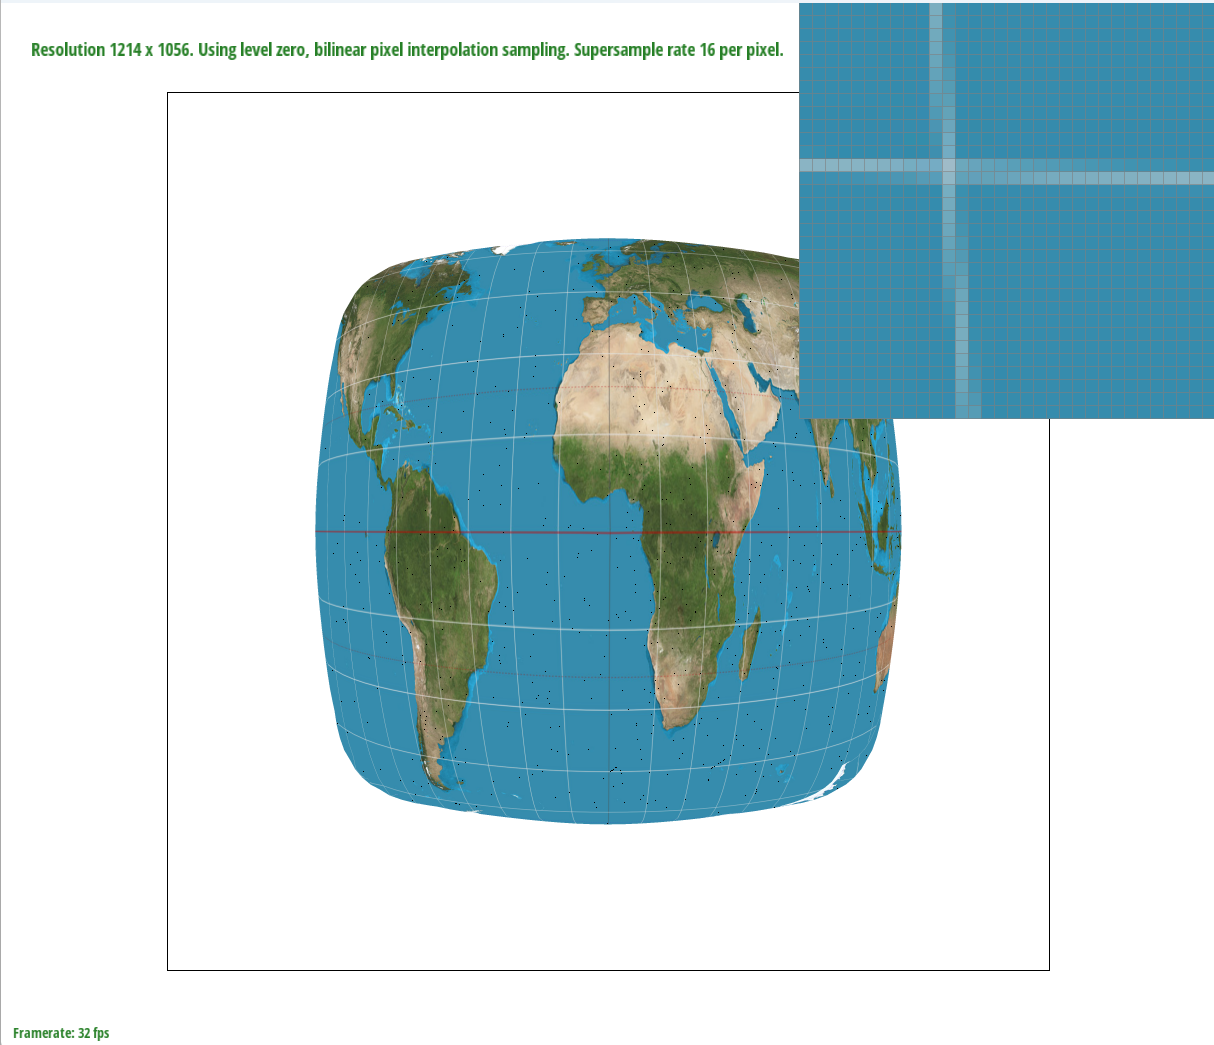 Resolution 1214 x 1056. Using level zero, bilinear pixel interpolation sampling. Supersample rate 16 per pixel.
Framerate: 32 fps